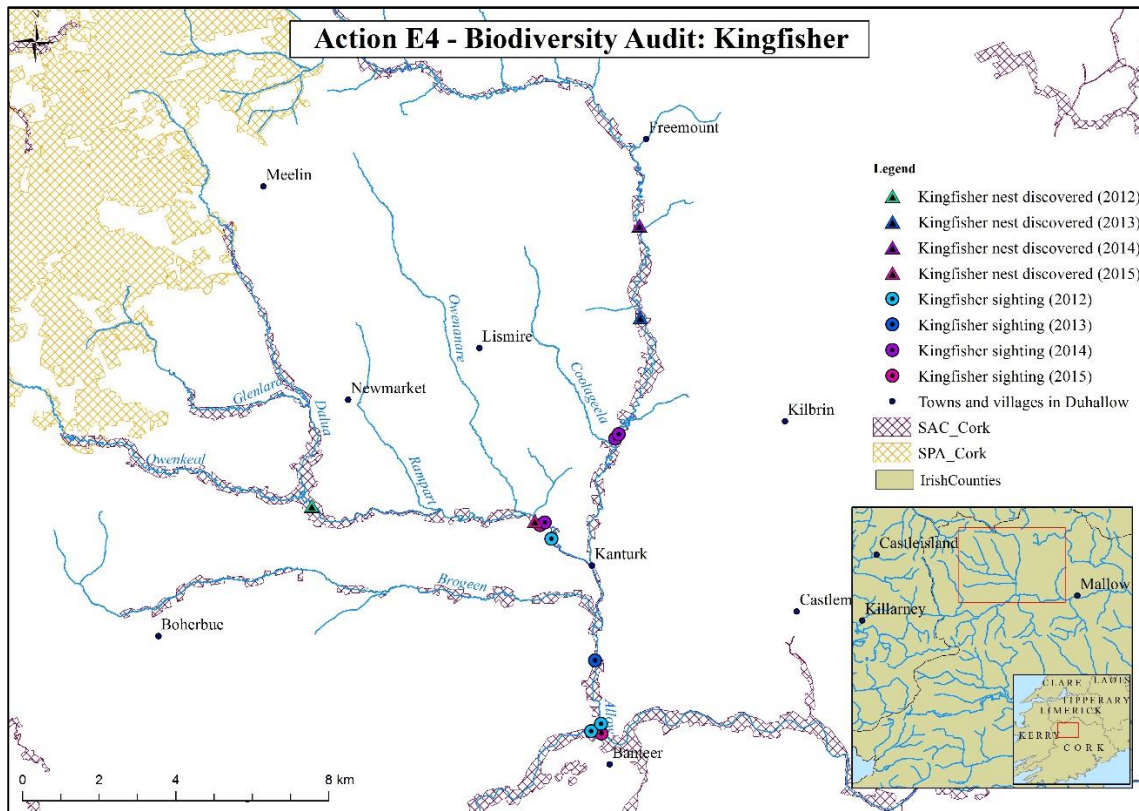 Action E4 - Biodiversity Audit: Kingfisher
Freemount
Meelin
Legend
Kingfisher nest discovered (2012)
Kingfisher nest discovered (2013)
Kingfisher nest discovered (2014)
Kingfisher nest discovered (2015)
Kingfisher sighting (2012)
Kingfisher sighting (2013)
Kingfisher sighting (2014)
Kingfisher sighting (2015)
Towns and villages in Duhallow
SAC_Cork
SPA_Cork
IrishCounties
Owenanare
Lismire
Coolageela
Newmarket
Glenlara
Dalua
Kilbrin
Owenkeal
Rampart
Kanturk
Brogeen
Castlem
Boherbue
Allow
Banteer
Castleisland
Mallow
Killarney
CLARE
LAOIS
TIPPERARY
LIMERICK
KERRY
CORK
0 2 4 8 km